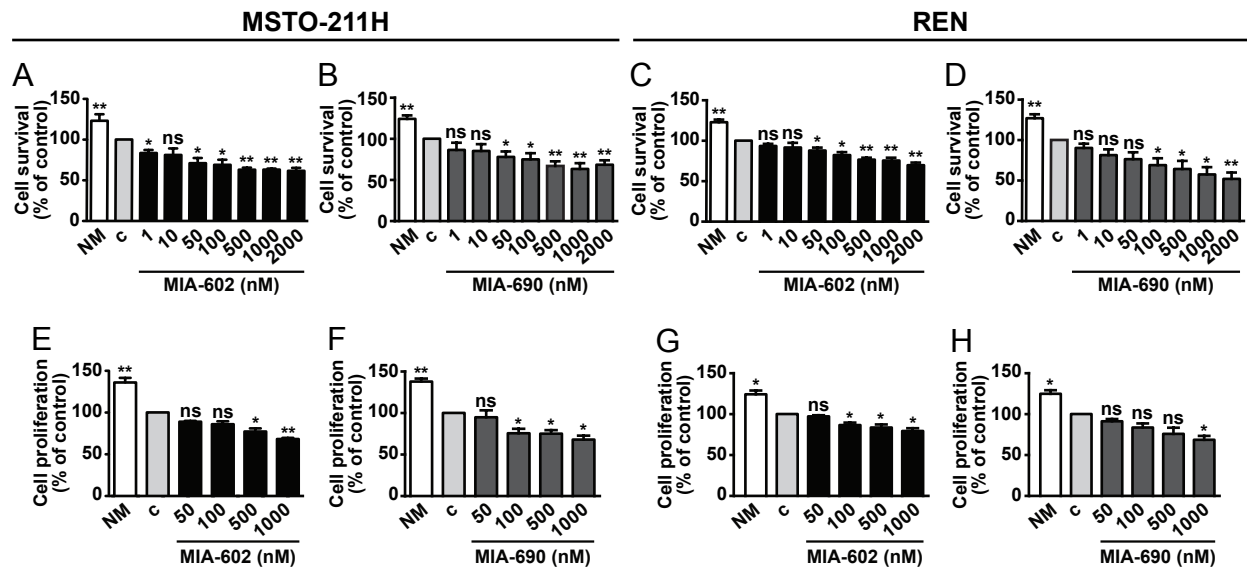 MSTO-211H
REN
A
Cell survival
(% of control)
150
100
50
0
**
*
ns
*
*
**
**
**
NM
c
1
10
50
100
500
1000
2000
MIA-602 (nM)
B
Cell survival
(% of control)
150
100
50
0
**
ns
ns
*
*
**
**
**
NM
c
1
10
50
100
500
1000
2000
MIA-690 (nM)
C
Cell survival
(% of control)
150
100
50
0
**
ns
ns
*
**
**
**
**
NM
c
1
10
50
100
500
1000
2000
MIA-602 (nM)
D
Cell survival
(% of control)
150
100
50
0
**
ns
ns
ns
*
*
*
**
NM
c
1
10
50
100
500
1000
2000
MIA-690 (nM)
E
Cell proliferation
(% of control)
150
100
50
0
**
ns
ns
*
**
NM
c
50
100
500
1000
MIA-602 (nM)
F
Cell proliferation
(% of control)
150
100
50
0
**
ns
*
*
*
NM
c
50
100
500
1000
MIA-690 (nM)
G
Cell proliferation
(% of control)
150
100
50
0
*
ns
*
*
*
NM
c
50
100
500
1000
MIA-602 (nM)
H
Cell proliferation
(% of control)
150
100
50
0
*
ns
ns
ns
*
NM
c
50
100
500
1000
MIA-690 (nM)